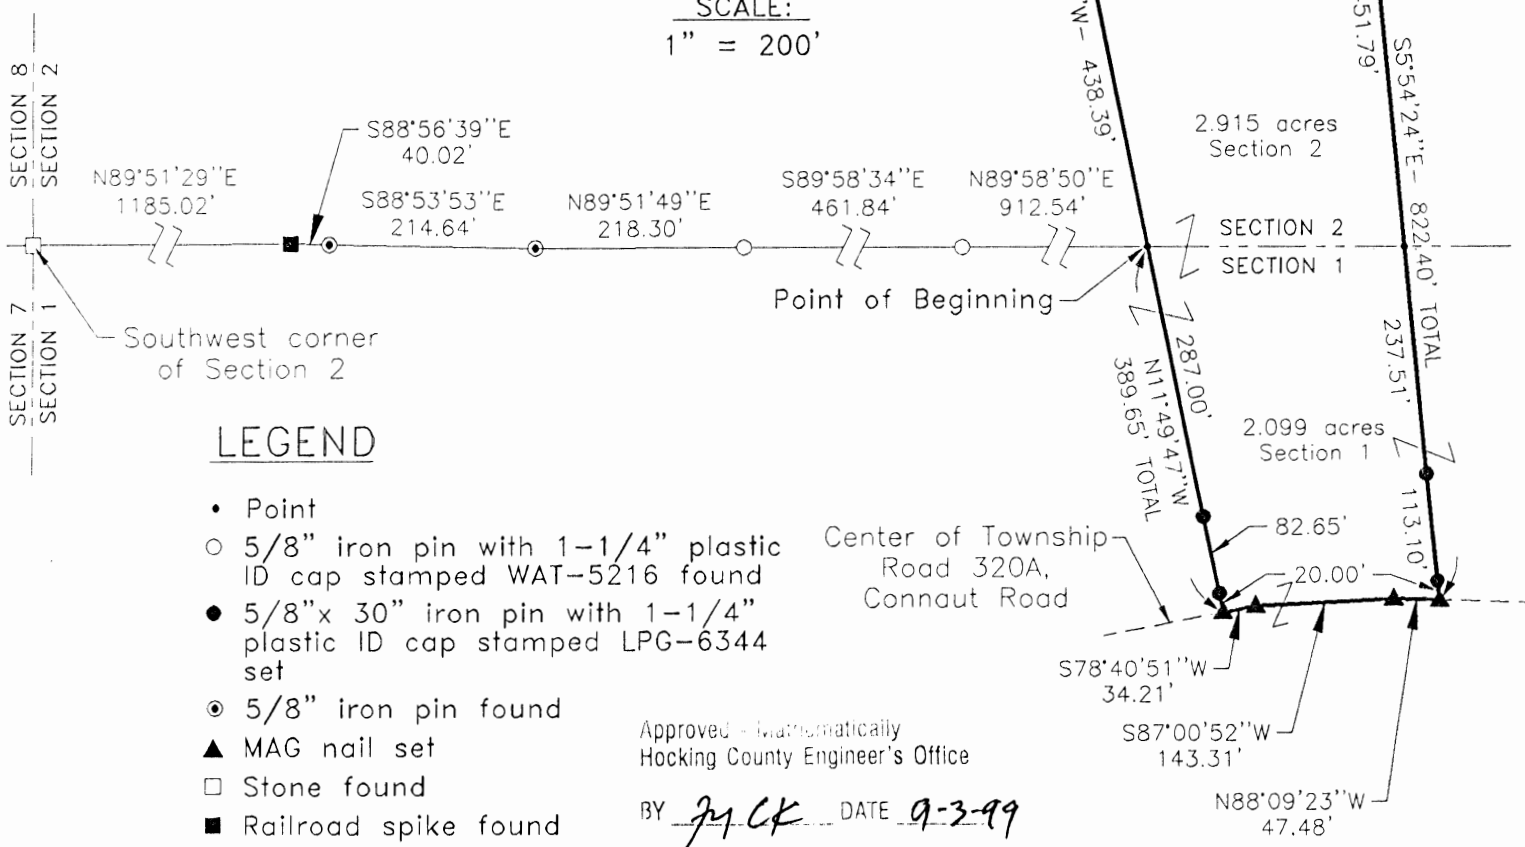 SCALE:
1" = 200'
SECTION 8
SECTION 2
SECTION 7
SECTION 1
N89°51'29"E
1185.02'
S88°56'39"E
40.02'
S88°53'53"E
214.64'
N89°51'49"E
218.30'
S89°58'34"E
461.84'
N89°58'50"E
912.54'
W- 438.39'
51.79'
S5°54'24"E- 822.40' TOTAL
2.915 acres
Section 2
SECTION 2
SECTION 1
Point of Beginning
Southwest corner
of Section 2
287.00'
N11°49'47"W
389.65' TOTAL
237.51'
2.099 acres
Section 1
113.10'
82.65'
20.00'
Center of Township
Road 320A,
Connaut Road
S78°40'51"W
34.21'
S87°00'52"W
143.31'
N88°09'23"W
47.48'
LEGEND
Point
5/8" iron pin with 1-1/4" plastic
ID cap stamped WAT-5216 found
5/8"x 30" iron pin with 1-1/4"
plastic ID cap stamped LPG-6344
set
5/8" iron pin found
MAG nail set
Stone found
Railroad spike found
Approved - Mathematically
Hocking County Engineer's Office
BY DATE 9-3-99